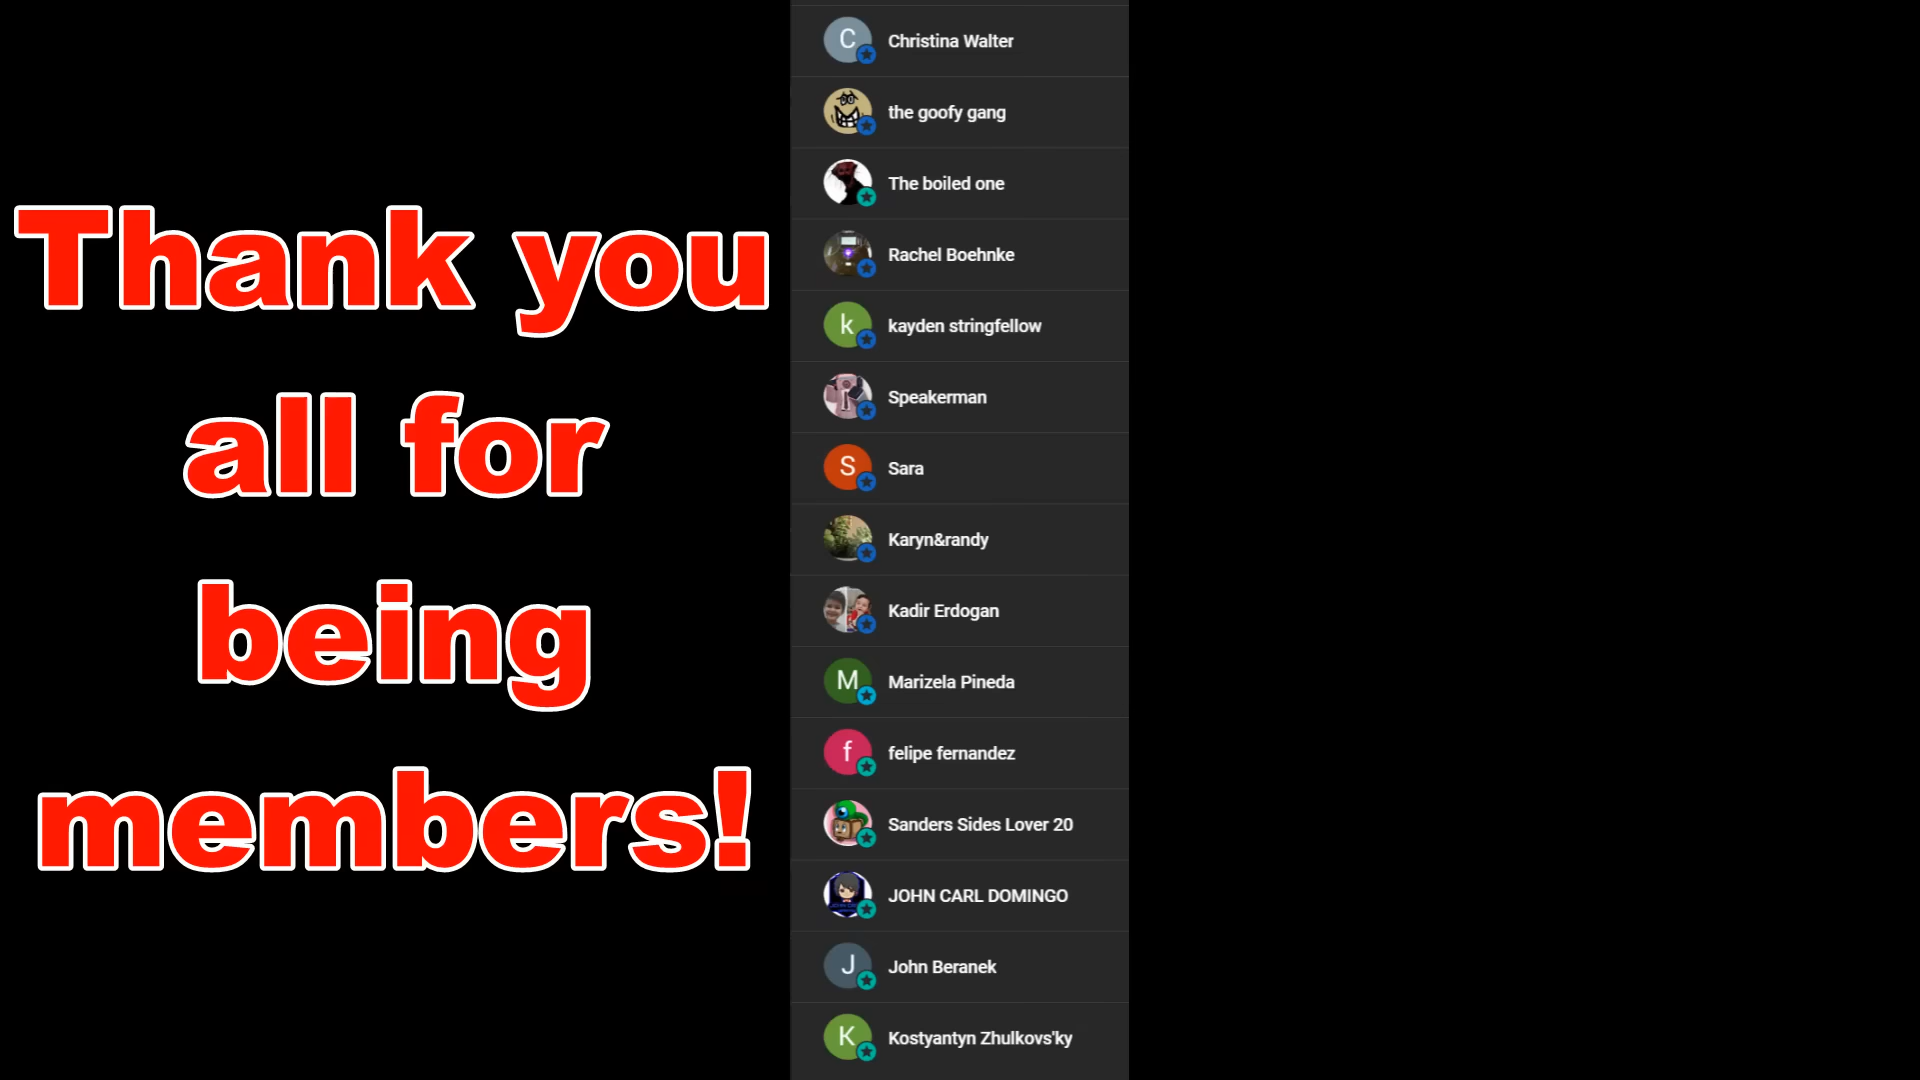 Thank you
all for
being
members!
C
Christina Walter
the goofy gang
The boiled one
Rachel Boehnke
k
kayden stringfellow
Speakerman
S
Sara
Karyn&randy
Kadir Erdogan
M
Marizela Pineda
f
felipe fernandez
Sanders Sides Lover 20
JOHN CARL DOMINGO
J
John Beranek
K
Kostyantyn Zhulkovs'ky